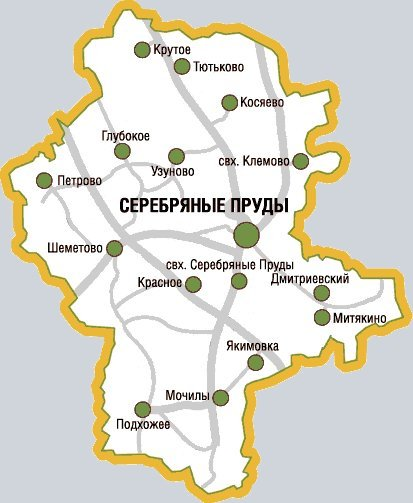 Крутое
Тютьково
Косяево
Глубокое
Узуново
свх. Клемово
Петрово
СЕРЕБРЯНЫЕ ПРУДЫ
Шеметово
свх. Серебряные Пруды
Красное
Дмитриевский
Митякино
Якимовка
Мочилы
Подхожее